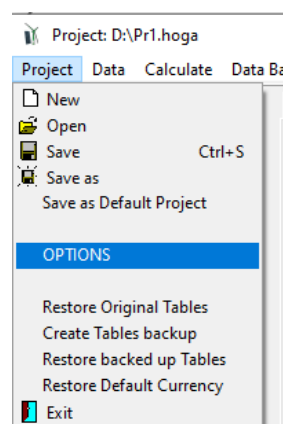 Project: D:\Pr1.hoga
Project Data Calculate Data Ba
New
Open
Save Ctrl+S
Save as
Save as Default Project
OPTIONS
Restore Original Tables
Create Tables backup
Restore backed up Tables
Restore Default Currency
Exit